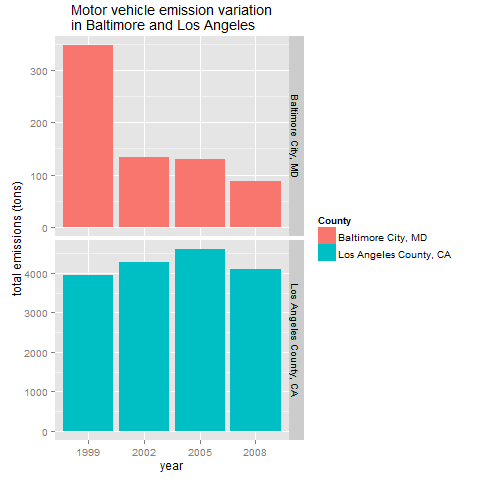 Motor vehicle emission variation
in Baltimore and Los Angeles
total emissions (tons)
300
200
100
0
Baltimore City, MD
4000
3000
2000
1000
0
Los Angeles County, CA
1999 2002 2005 2008
year
County
Baltimore City, MD
Los Angeles County, CA